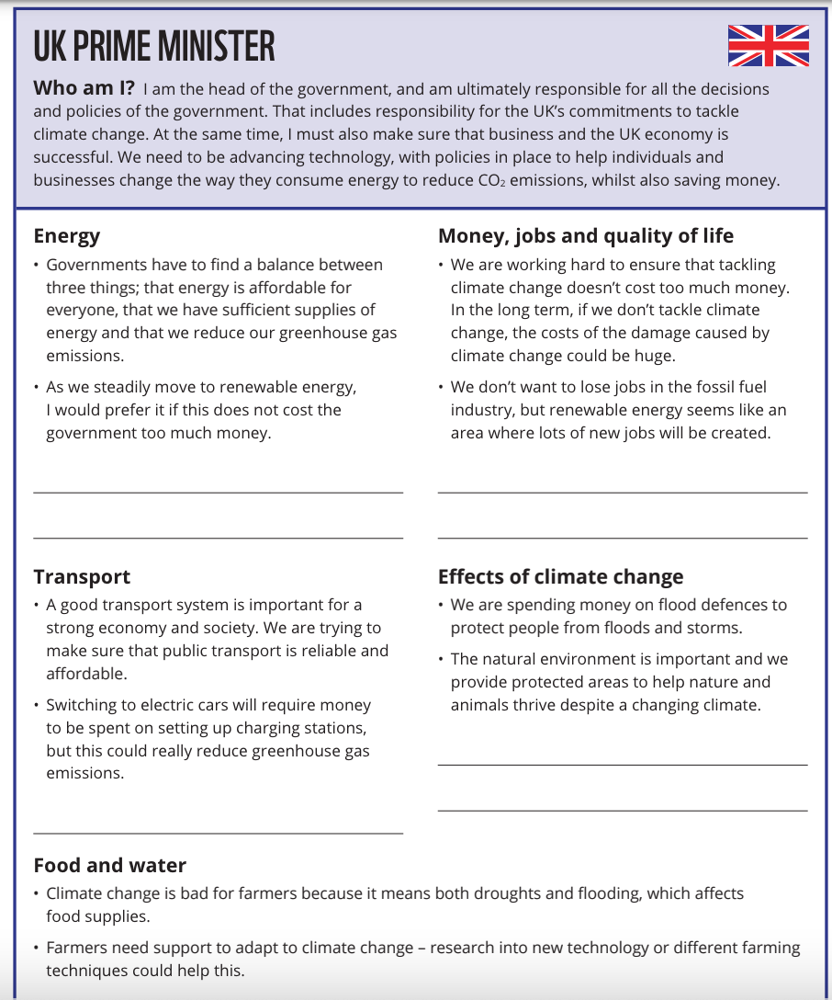 UK PRIME MINISTER
Who am I? I am the head of the government, and am ultimately responsible for all the decisions
and policies of the government. That includes responsibility for the UK’s commitments to tackle
climate change. At the same time, I must also make sure that business and the UK economy is
successful. We need to be advancing technology, with policies in place to help individuals and
businesses change the way they consume energy to reduce CO₂ emissions, whilst also saving money.
Energy
• Governments have to find a balance between
three things; that energy is affordable for
everyone, that we have sufficient supplies of
energy and that we reduce our greenhouse gas
emissions.
• As we steadily move to renewable energy,
I would prefer it if this does not cost the
government too much money.
Money, jobs and quality of life
• We are working hard to ensure that tackling
climate change doesn’t cost too much money.
In the long term, if we don’t tackle climate
change, the costs of the damage caused by
climate change could be huge.
• We don’t want to lose jobs in the fossil fuel
industry, but renewable energy seems like an
area where lots of new jobs will be created.
Transport
• A good transport system is important for a
strong economy and society. We are trying to
make sure that public transport is reliable and
affordable.
• Switching to electric cars will require money
to be spent on setting up charging stations,
but this could really reduce greenhouse gas
emissions.
Effects of climate change
• We are spending money on flood defences to
protect people from floods and storms.
• The natural environment is important and we
provide protected areas to help nature and
animals thrive despite a changing climate.
Food and water
• Climate change is bad for farmers because it means both droughts and flooding, which affects
food supplies.
• Farmers need support to adapt to climate change – research into new technology or different farming
techniques could help this.